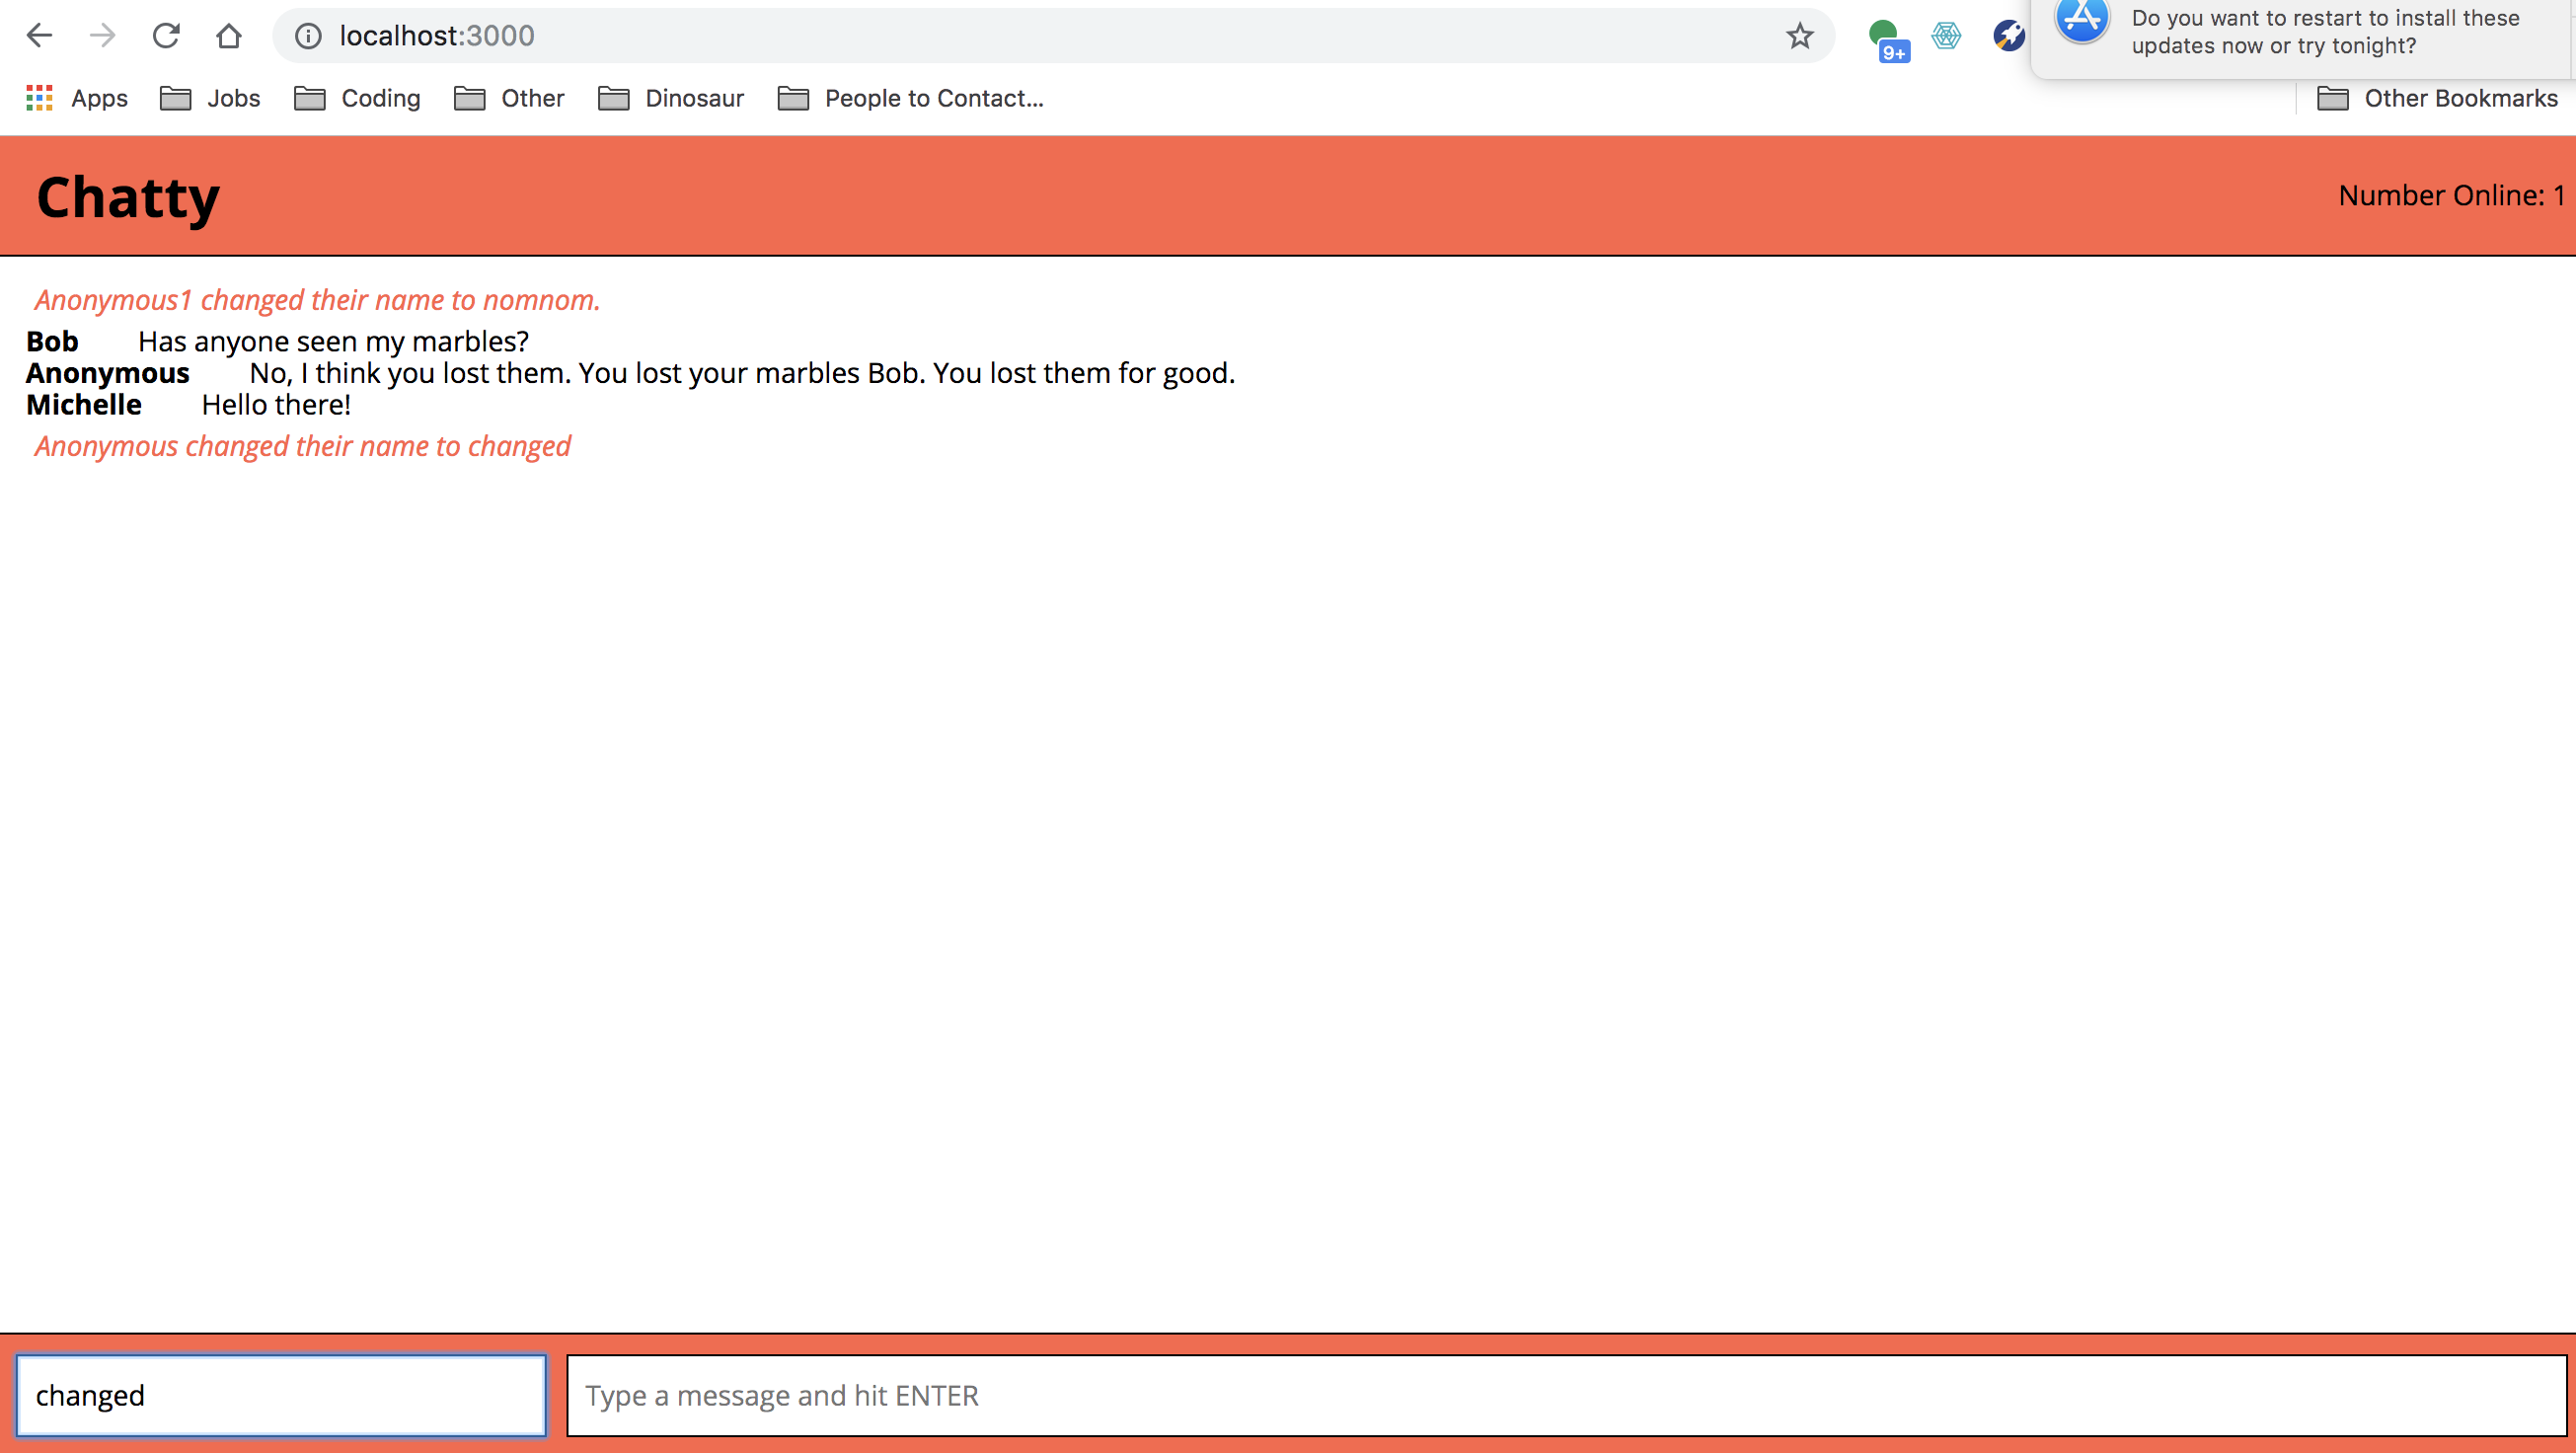 localhost:3000
9+
Do you want to restart to install these
updates now or try tonight?
Apps Jobs Coding Other Dinosaur People to Contact... Other Bookmarks
Chatty
Number Online: 1
Anonymous1 changed their name to nomnom.
Bob Has anyone seen my marbles?
Anonymous No, I think you lost them. You lost your marbles Bob. You lost them for good.
Michelle Hello there!
Anonymous changed their name to changed
changed
Type a message and hit ENTER